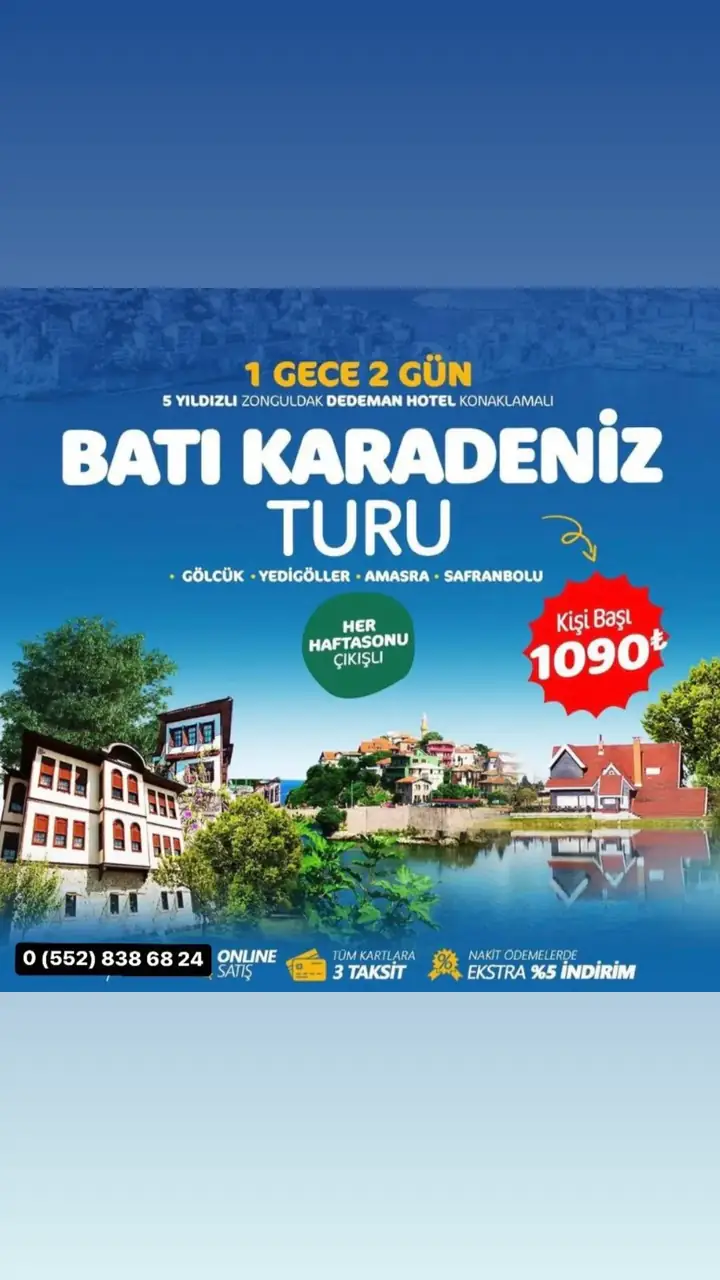 1 GECE 2 GÜN
5 YILDIZLI ZONGULDAK DEDEMAN HOTEL KONAKLAMALI
BATI KARADENİZ
TURU
• GÖLCÜK • YEDİGÖLLER • AMASRA • SAFRANBOLU
HER
HAFTASONU
ÇIKIŞLI
Kişi Başı
1090₺
0 (552) 838 68 24
ONLINE
SATIŞ
TÜM KARTLARA
3 TAKSİT
%
NAKİT ÖDEMELERDE
EKSTRA %5 İNDİRİM